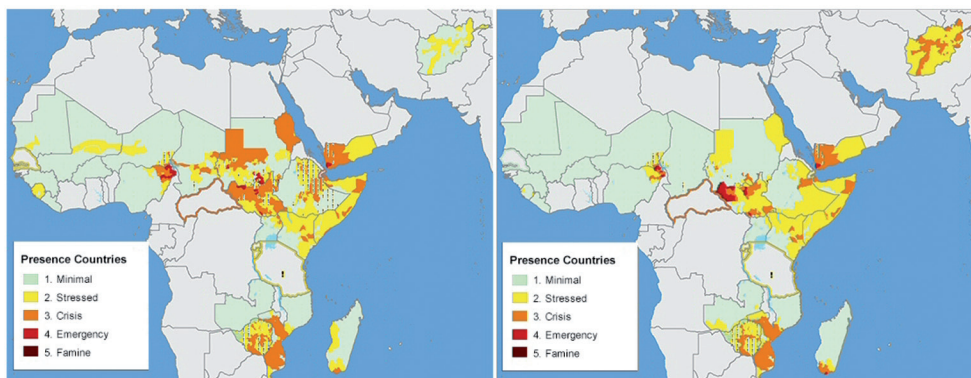 Presence Countries
1. Minimal
2. Stressed
3. Crisis
4. Emergency
5. Famine
Presence Countries
1. Minimal
2. Stressed
3. Crisis
4. Emergency
5. Famine